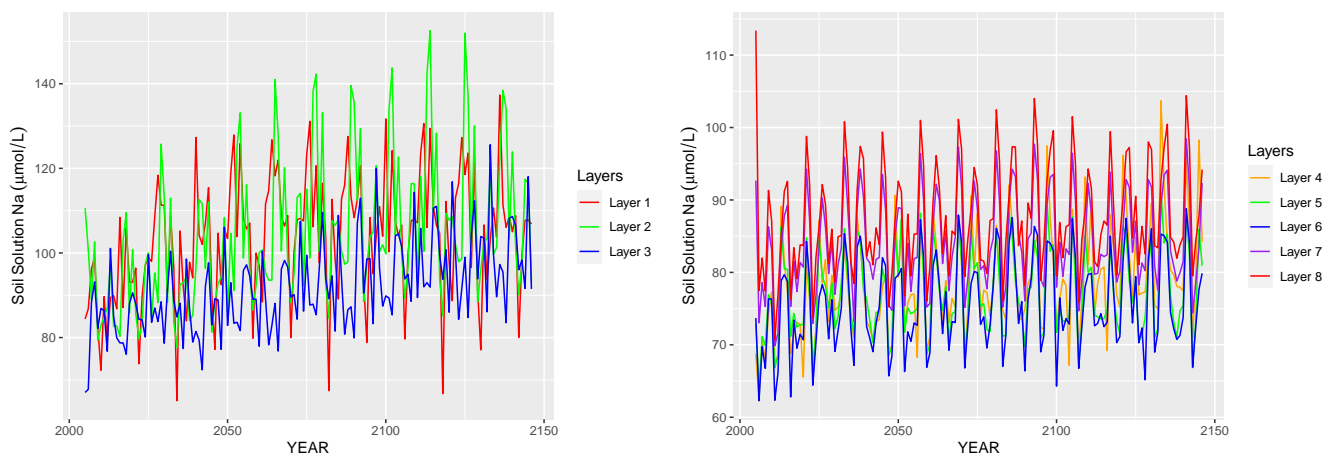 Soil Solution Na (μmol/L)
140
120
100
80
2000
2050
2100
2150
YEAR
Layers
Layer 1
Layer 2
Layer 3
Soil Solution Na (μmol/L)
110
100
90
80
70
60
2000
2050
2100
2150
YEAR
Layers
Layer 4
Layer 5
Layer 6
Layer 7
Layer 8